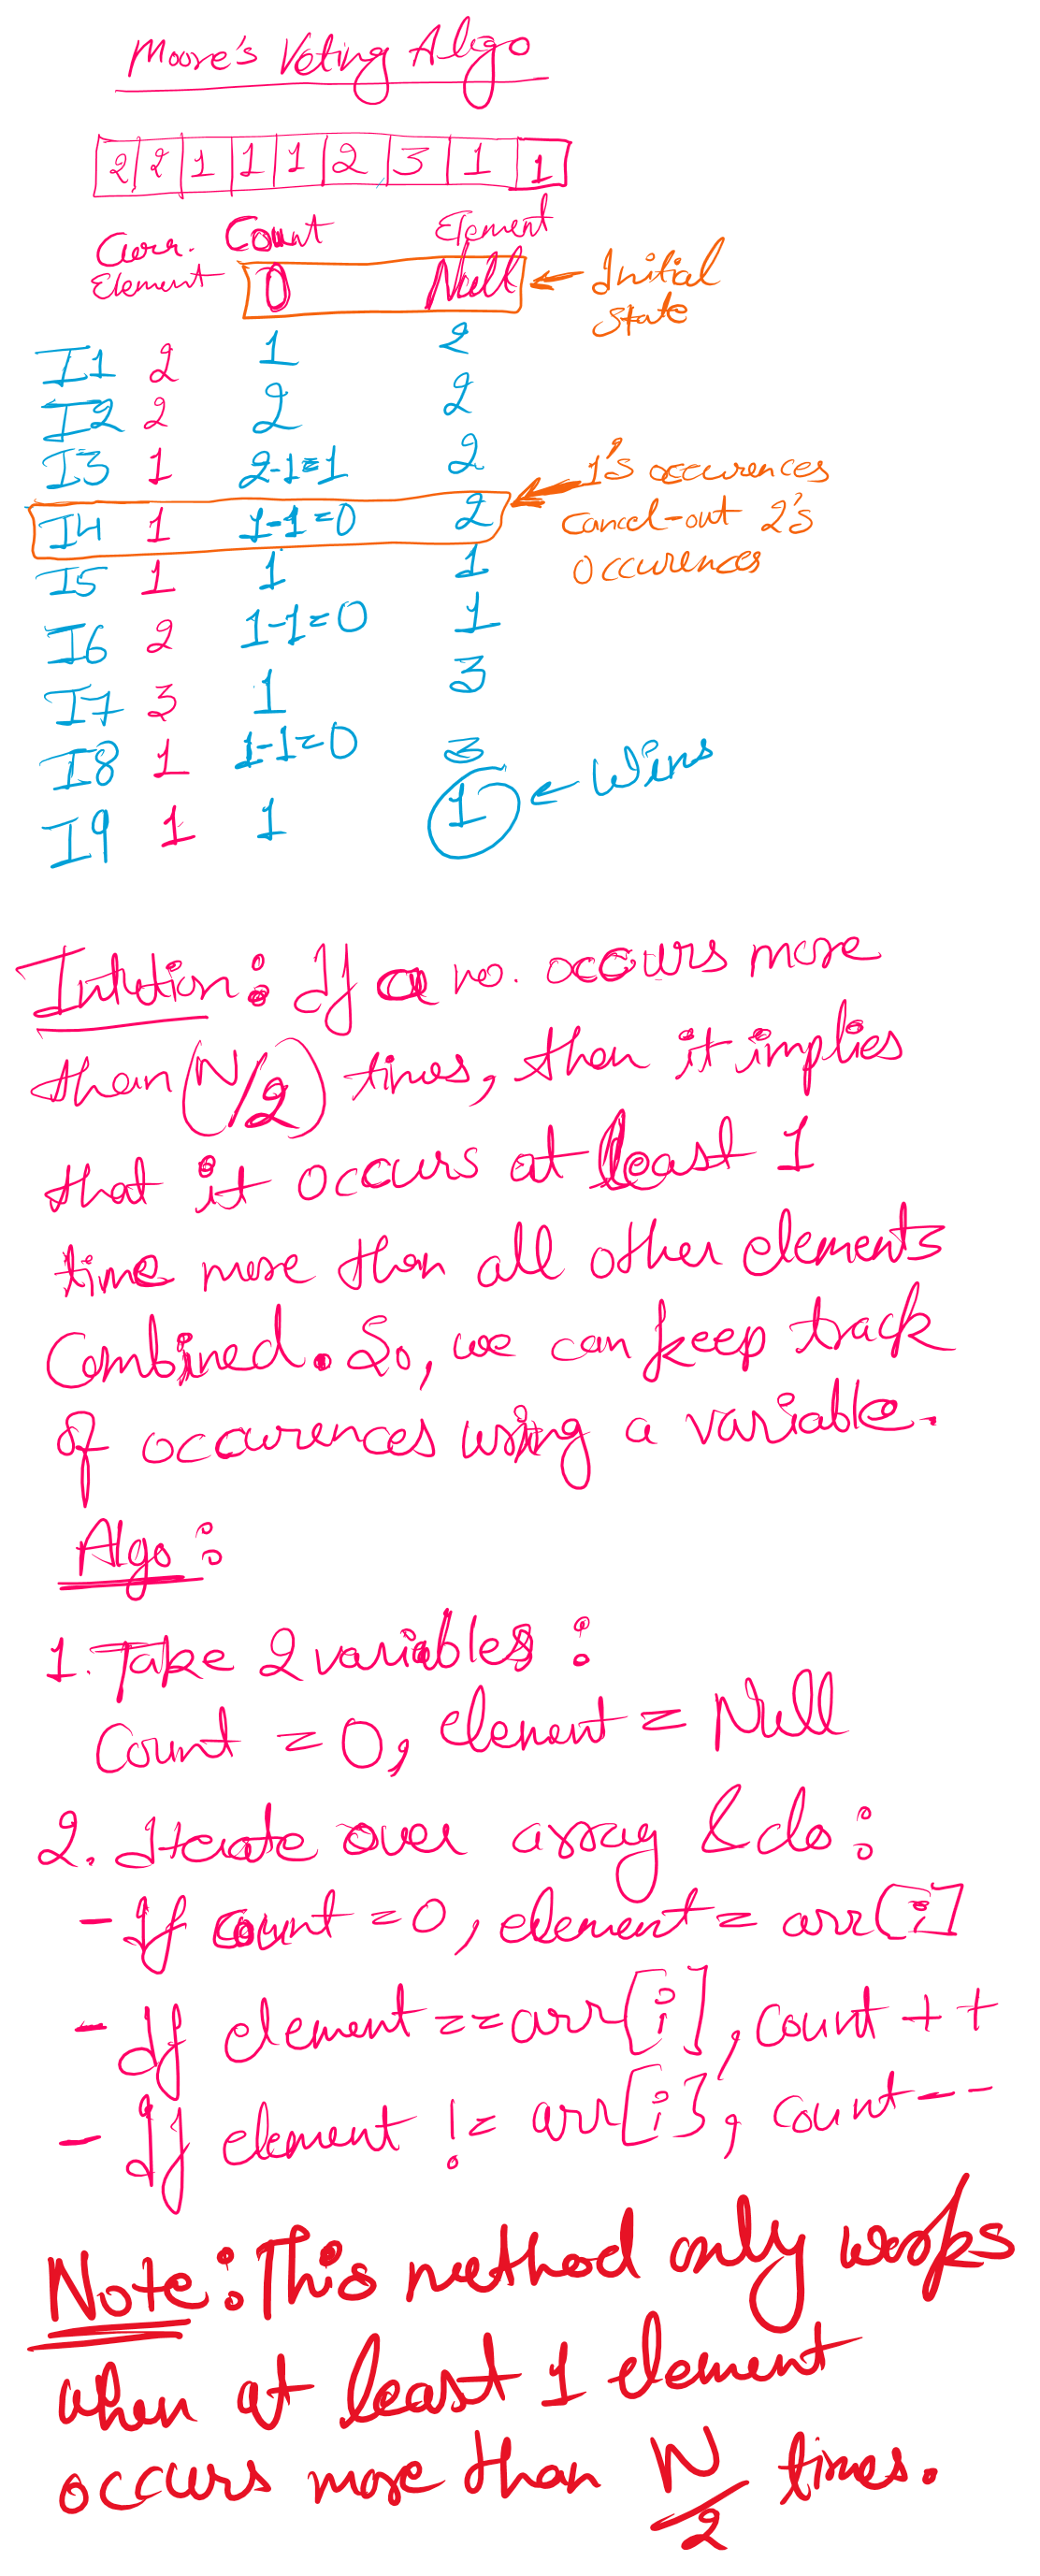 Moore's Voting Algo
2 2 1 1 1 2 3 1 1
Curr. Element Count Element
0 Null ← Initial State
I1 2 1 2
I2 2 2 2
I3 1 2-1=1 2
I4 1 1-1=0 2 ← 1's occurences
cancel-out 2's
occurences
I5 1 1 1
I6 2 1-1=0 1
I7 3 1 3
I8 1 1-1=0 3
I9 1 1 1 ← Wins
Intution: If a no. occurs more
than (N/2) times, then it implies
that it occurs at least 1
time more than all other elements
Combined. So, we can keep track
of occurences using a variable.
Algo:
1. Take 2 variables:
Count = 0, element = Null
2. Iterate over array & do:
- If count = 0, element = arr[i]
- If element == arr[i], count ++
- If element != arr[i], count --
Note: This method only works
when at least 1 element
occurs more than N/2 times.